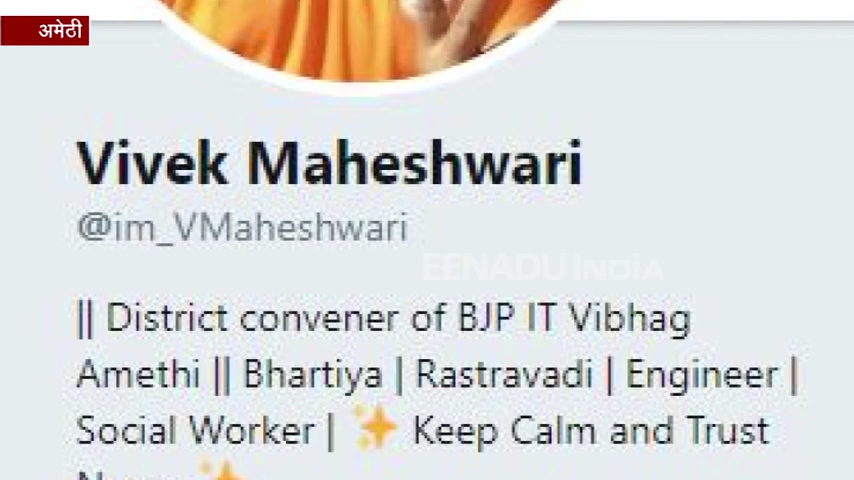 अमेठी
Vivek Maheshwari
@im_VMaheshwari
EENADU INDIA
|| District convener of BJP IT Vibhag
Amethi || Bhartiya | Rastravadi | Engineer |
Social Worker | ✨ Keep Calm and Trust
✨